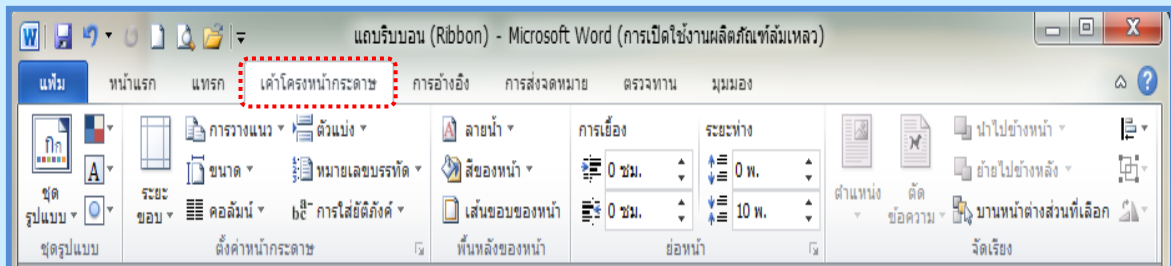 แถบริบบอน (Ribbon) - Microsoft Word (การเปิดใช้งานผลิตภัณฑ์ล้มเหลว)
แฟ้ม หน้าแรก แทรก เค้าโครงหน้ากระดาษ การอ้างอิง การส่งจดหมาย ตรวจทาน มุมมอง
ชุดรูปแบบ
ระยะขอบ
การวางแนว
ขนาด
คอลัมน์
ตัวแบ่ง
หมายเลขบรรทัด
การใส่ยัติภังค์
ลายน้ำ
สีของหน้า
เส้นขอบของหน้า
การเยื้อง
0 ซม.
0 ซม.
ระยะห่าง
0 พ.
10 พ.
ตำแหน่ง
ตัดข้อความ
นำไปข้างหน้า
ย้ายไปข้างหลัง
บานหน้าต่างส่วนที่เลือก
ชุดรูปแบบ ตั้งค่าหน้ากระดาษ พื้นหลังของหน้า ย่อหน้า จัดเรียง